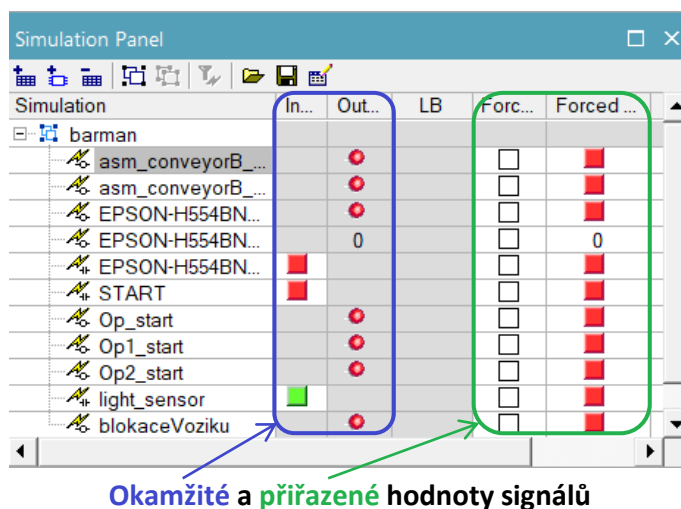 Simulation Panel
Simulation In... Out... LB Forc... Forced ...
barman
asm_conveyorB_...
asm_conveyorB_...
EPSON-H554BN...
EPSON-H554BN... 0 0
EPSON-H554BN...
START
Op_start
Op1_start
Op2_start
light_sensor
blokaceVoziku
Okamžité a přiřazené hodnoty signálů